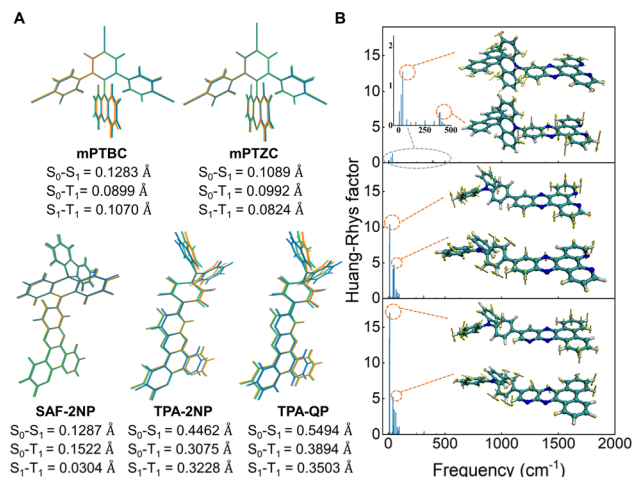 A
mPTBC
S₀-S₁ = 0.1283 Å
S₀-T₁ = 0.0899 Å
S₁-T₁ = 0.1070 Å
mPTZC
S₀-S₁ = 0.1089 Å
S₀-T₁ = 0.0992 Å
S₁-T₁ = 0.0824 Å
SAF-2NP
S₀-S₁ = 0.1287 Å
S₀-T₁ = 0.1522 Å
S₁-T₁ = 0.0304 Å
TPA-2NP
S₀-S₁ = 0.4462 Å
S₀-T₁ = 0.3075 Å
S₁-T₁ = 0.3228 Å
TPA-QP
S₀-S₁ = 0.5494 Å
S₀-T₁ = 0.3894 Å
S₁-T₁ = 0.3503 Å
B
Huang-Rhys factor
15
10
5
0
2
1
0
0 250 500
15
10
5
0
15
10
5
0
0 500 1000 1500 2000
Frequency (cm⁻¹)